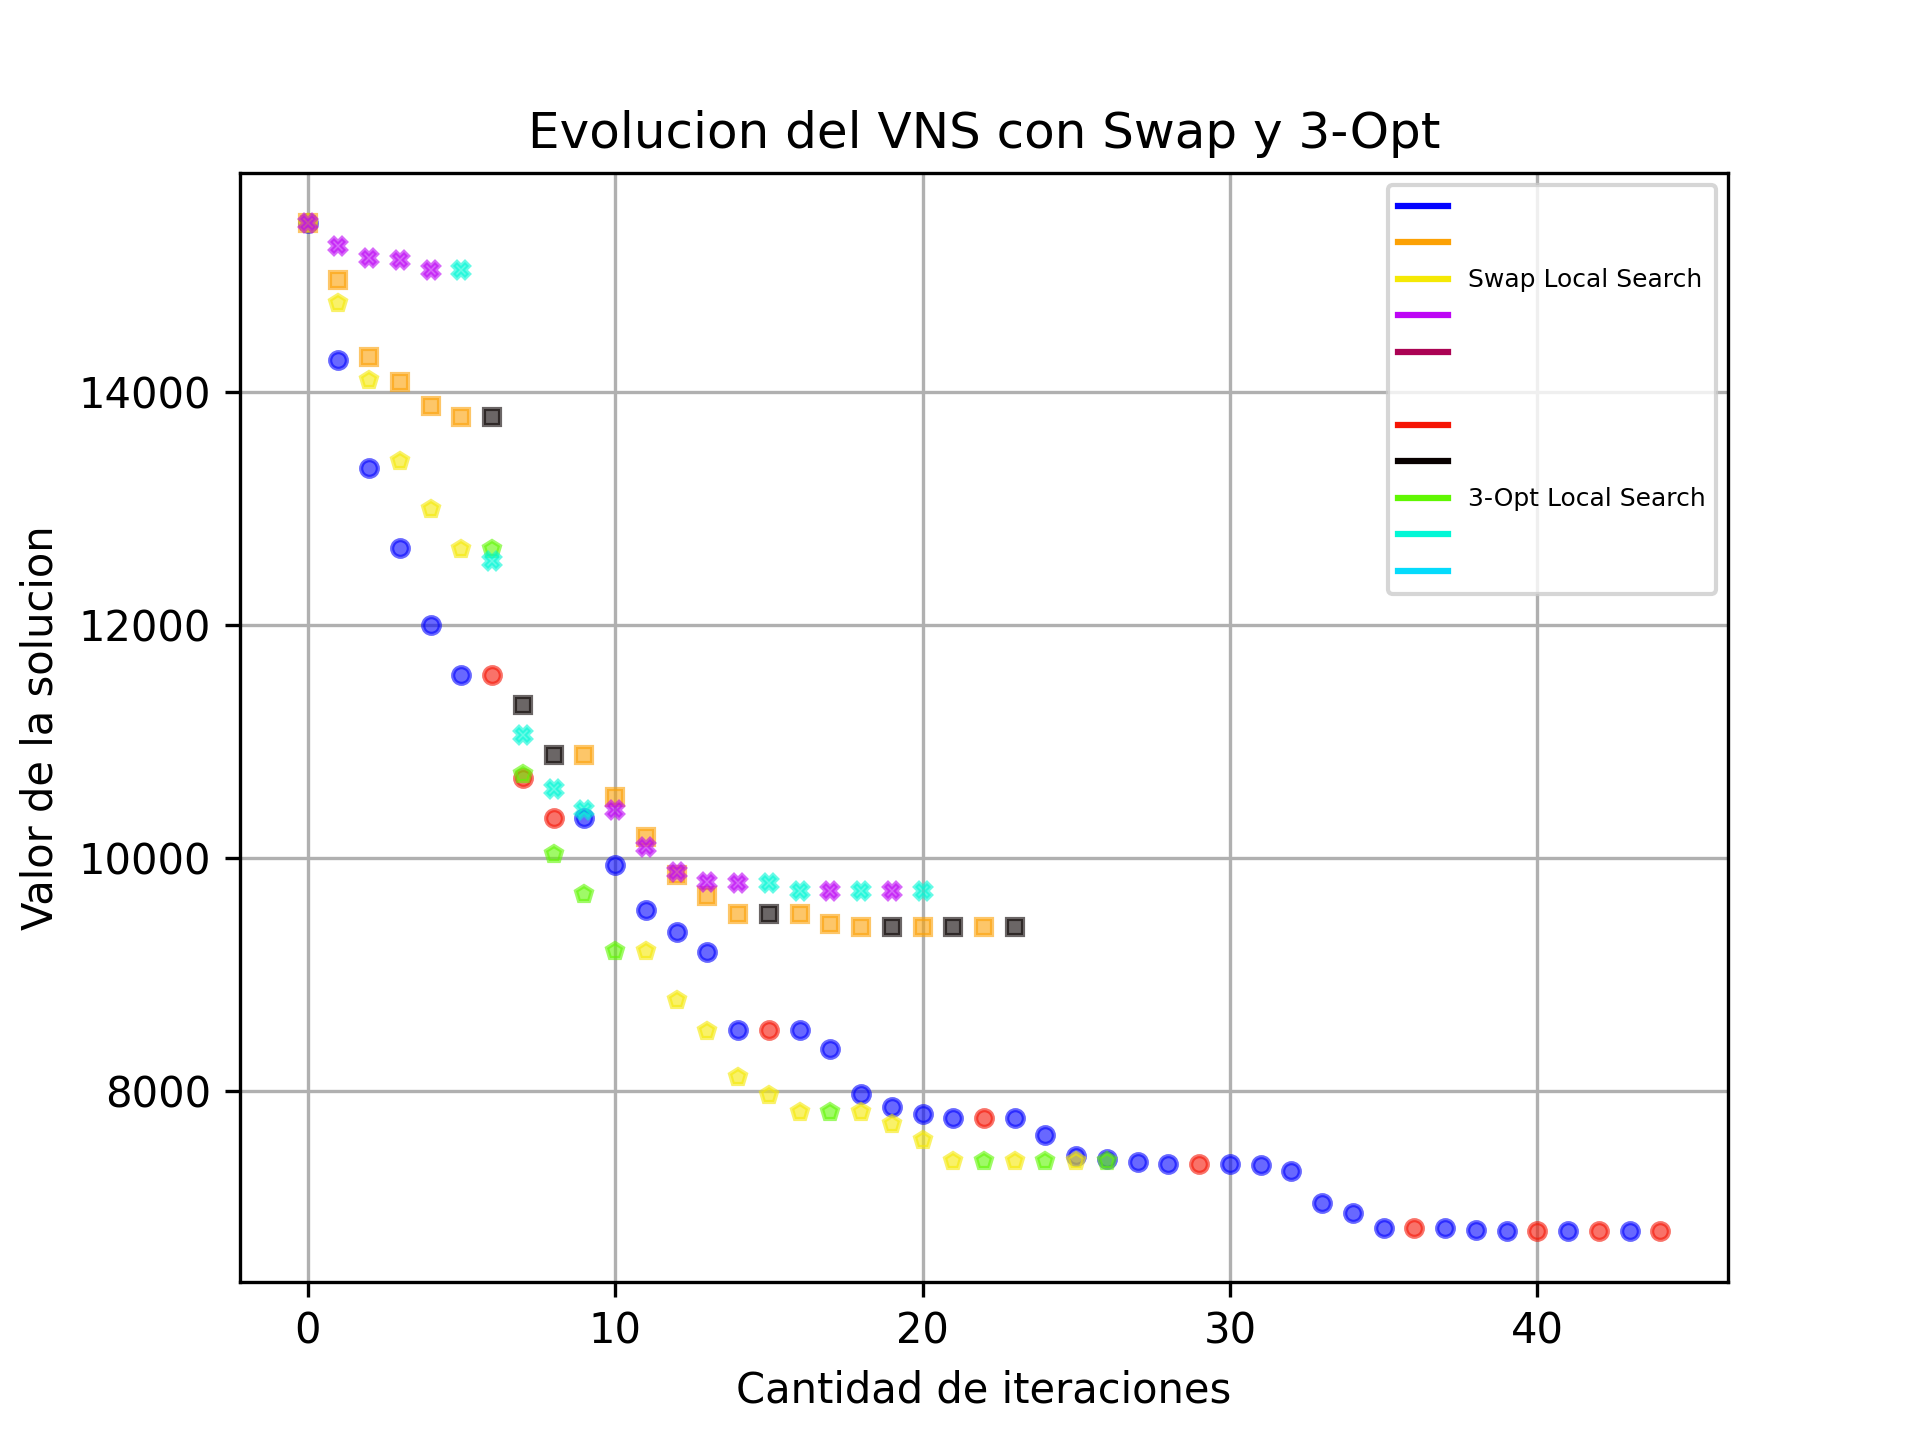 Evolucion del VNS con Swap y 3-Opt
Swap Local Search
3-Opt Local Search
14000
12000
10000
8000
Valor de la solucion
0 10 20 30 40
Cantidad de iteraciones